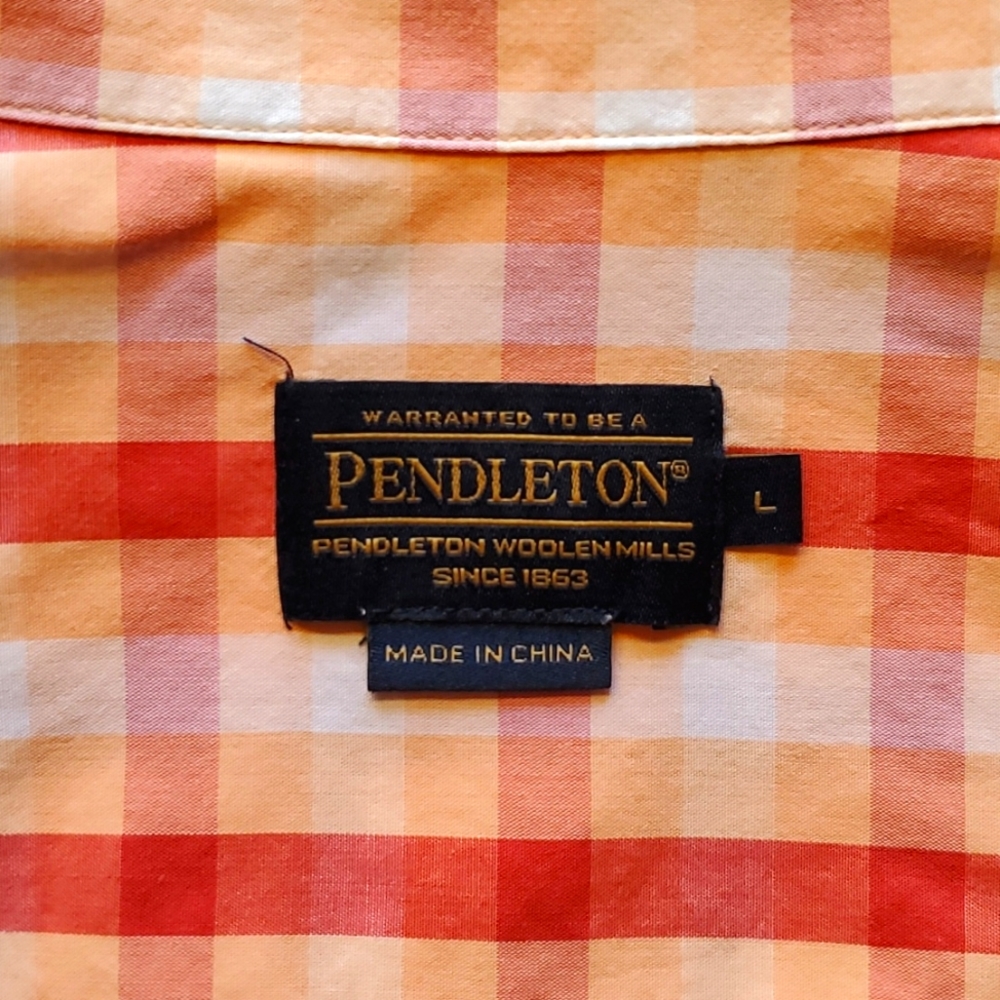 WARRANTED TO BE A
PENDLETON®
PENDLETON WOOLEN MILLS
SINCE 1863
L
MADE IN CHINA